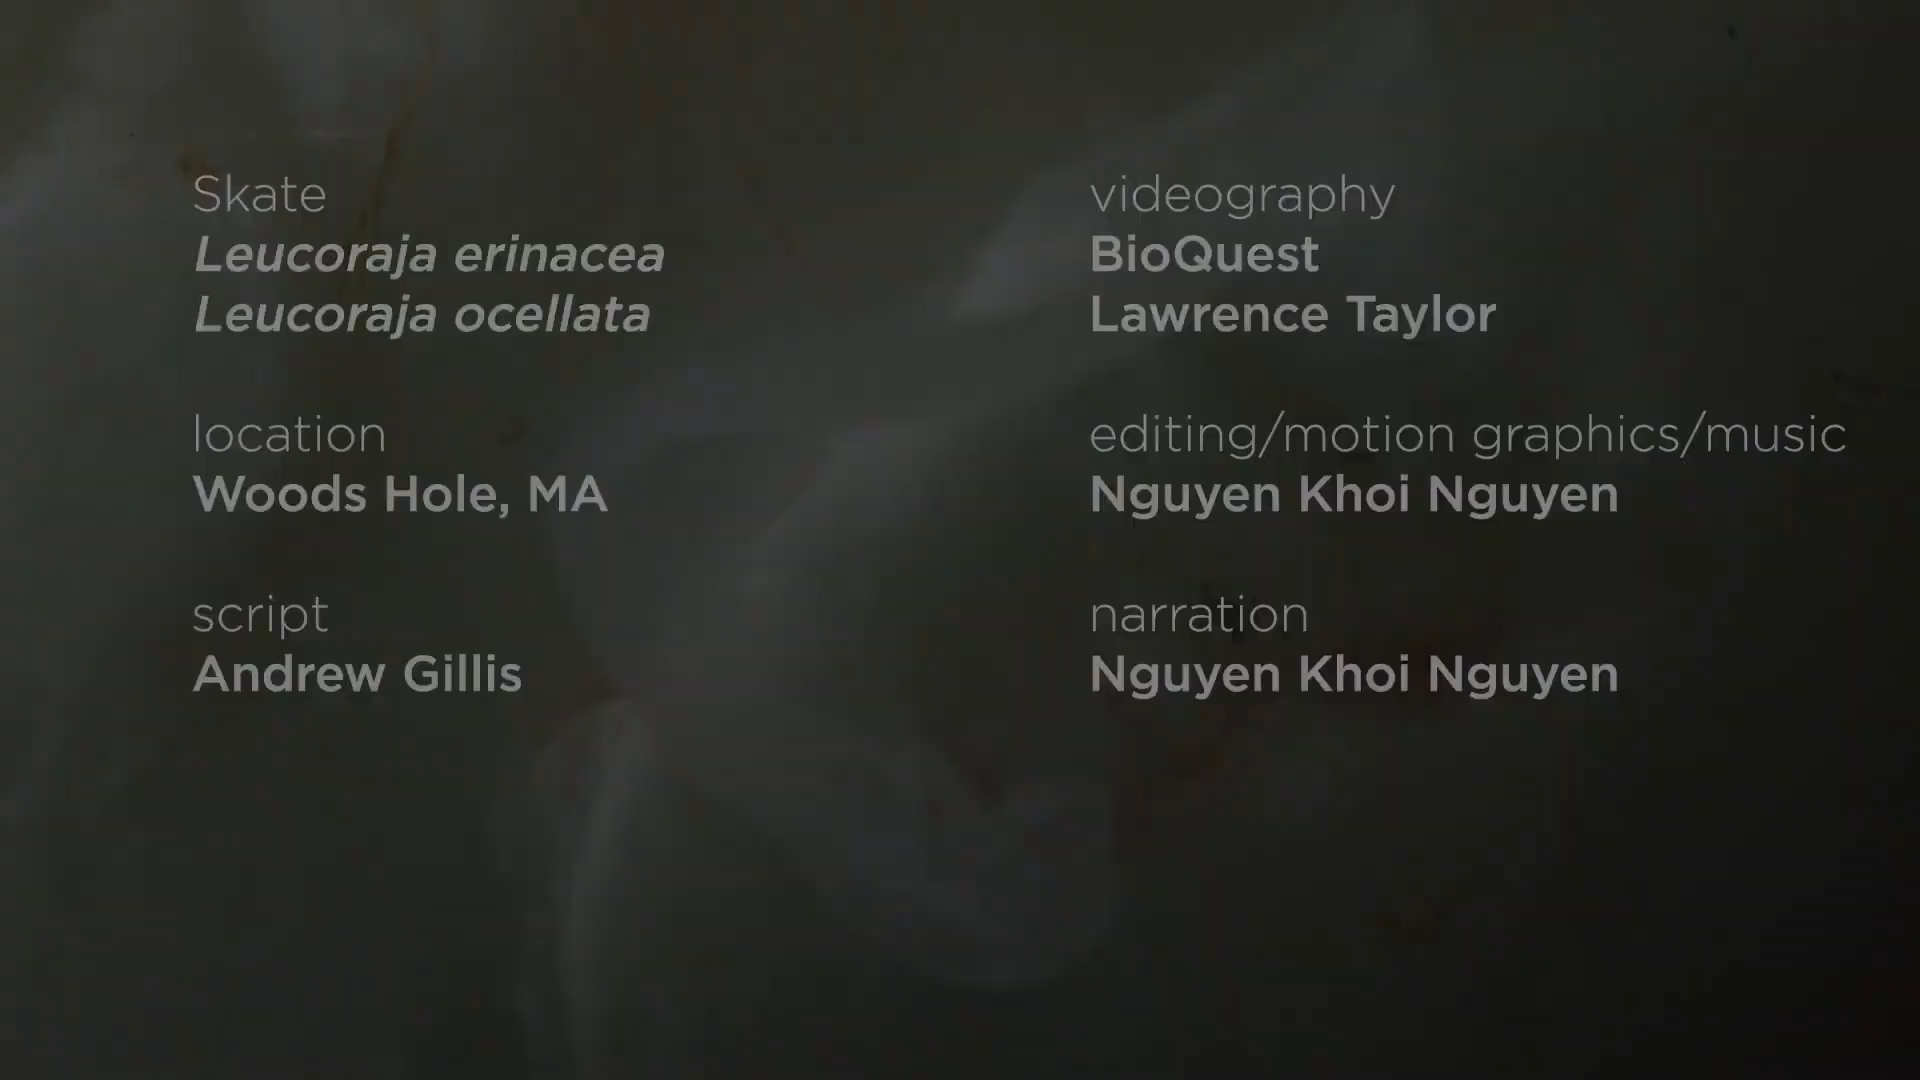 Skate
Leucoraja erinacea
Leucoraja ocellata
location
Woods Hole, MA
script
Andrew Gillis
videography
BioQuest
Lawrence Taylor
editing/motion graphics/music
Nguyen Khoi Nguyen
narration
Nguyen Khoi Nguyen